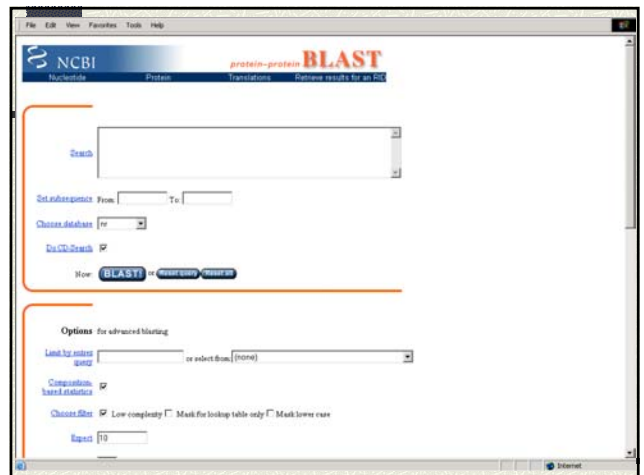 File Edit View Favorites Tools Help
NCBI
protein-protein BLAST
Nucleotide Protein Translations Retrieve results for an RID
Search
Set subsequence From: To:
Choose database nr
Do CD-Search
Now: BLAST! or Reset query Reset all
Options for advanced blasting
Limit by entrez query or select from: (none)
Composition-based statistics
Choose filter Low complexity Mask for lookup table only Mask lower case
Expect 10
Internet